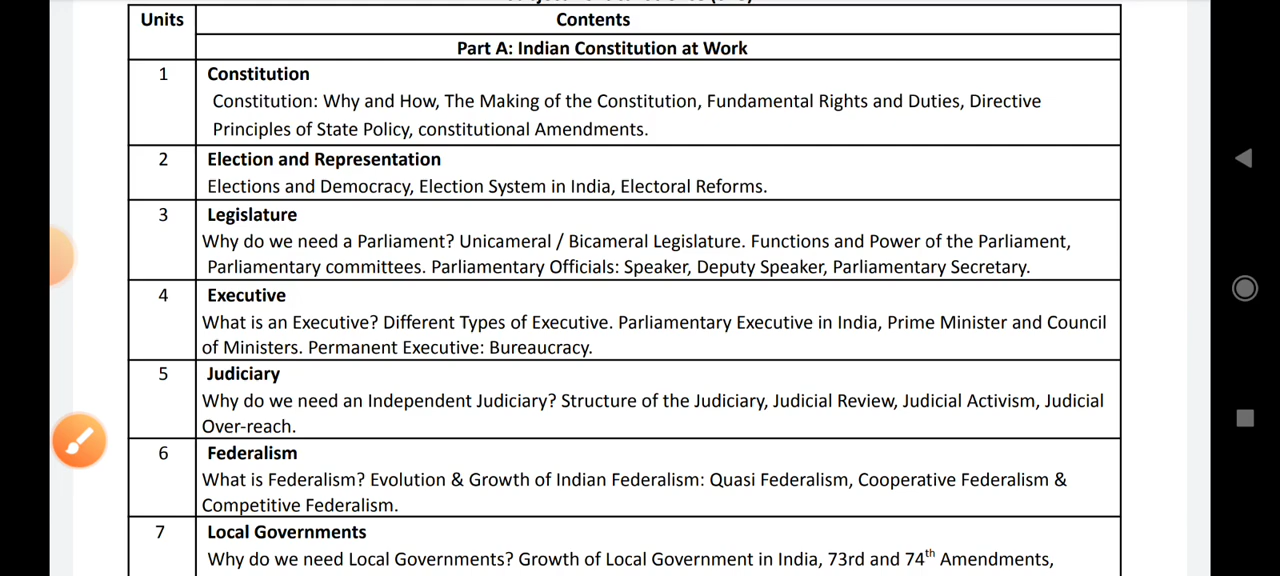 Units
Contents
Part A: Indian Constitution at Work
1
Constitution
Constitution: Why and How, The Making of the Constitution, Fundamental Rights and Duties, Directive
Principles of State Policy, constitutional Amendments.
2
Election and Representation
Elections and Democracy, Election System in India, Electoral Reforms.
3
Legislature
Why do we need a Parliament? Unicameral / Bicameral Legislature. Functions and Power of the Parliament,
Parliamentary committees. Parliamentary Officials: Speaker, Deputy Speaker, Parliamentary Secretary.
4
Executive
What is an Executive? Different Types of Executive. Parliamentary Executive in India, Prime Minister and Council
of Ministers. Permanent Executive: Bureaucracy.
5
Judiciary
Why do we need an Independent Judiciary? Structure of the Judiciary, Judicial Review, Judicial Activism, Judicial
Over-reach.
6
Federalism
What is Federalism? Evolution & Growth of Indian Federalism: Quasi Federalism, Cooperative Federalism &
Competitive Federalism.
7
Local Governments
Why do we need Local Governments? Growth of Local Government in India, 73rd and 74th Amendments,